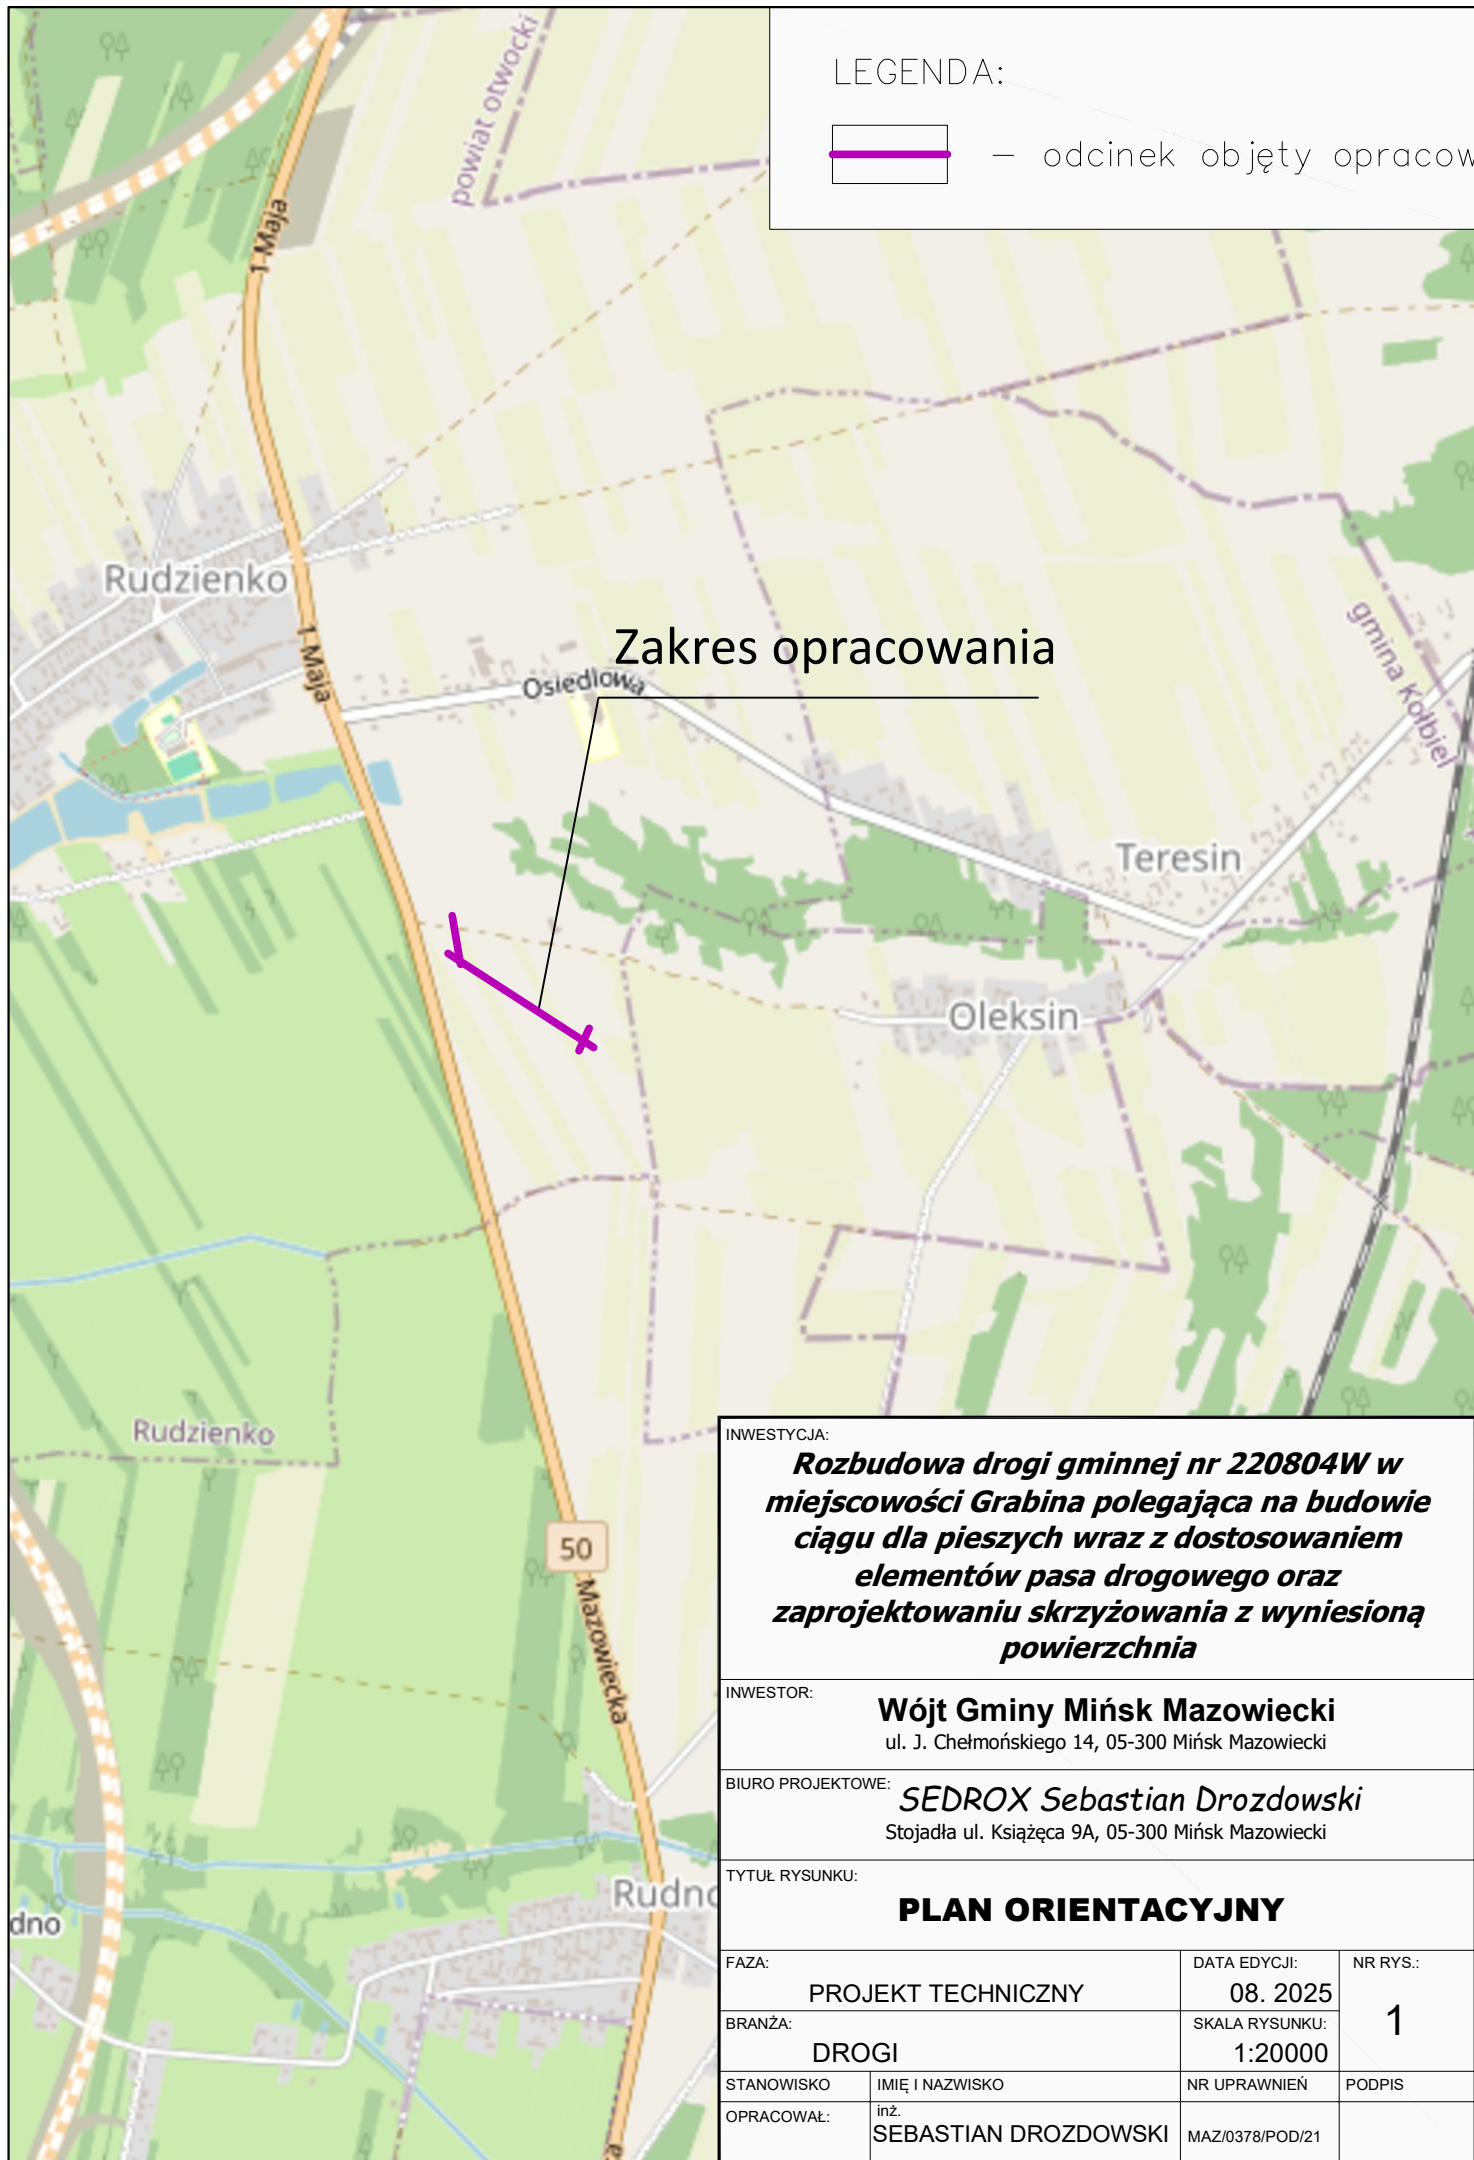 LEGENDA:
– odcinek objęty opracow
powiat otwocki
1 Maja
Rudzienko
1 Maja
Zakres opracowania
Osiedlowa
gmina Kołbiel
Teresin
Oleksin
Rudzienko
50
Mazowiecka
Rudno
dno
INWESTYCJA:
Rozbudowa drogi gminnej nr 220804W w
miejscowości Grabina polegająca na budowie
ciągu dla pieszych wraz z dostosowaniem
elementów pasa drogowego oraz
zaprojektowaniu skrzyżowania z wyniesioną
powierzchnia
INWESTOR:
Wójt Gminy Mińsk Mazowiecki
ul. J. Chełmońskiego 14, 05-300 Mińsk Mazowiecki
BIURO PROJEKTOWE:
SEDROX Sebastian Drozdowski
Stojadła ul. Książęca 9A, 05-300 Mińsk Mazowiecki
TYTUŁ RYSUNKU:
PLAN ORIENTACYJNY
FAZA:
PROJEKT TECHNICZNY
DATA EDYCJI:
08. 2025
NR RYS.:
1
BRANŻA:
DROGI
SKALA RYSUNKU:
1:20000
STANOWISKO
IMIĘ I NAZWISKO
NR UPRAWNIEŃ
PODPIS
OPRACOWAŁ:
inż.
SEBASTIAN DROZDOWSKI
MAZ/0378/POD/21